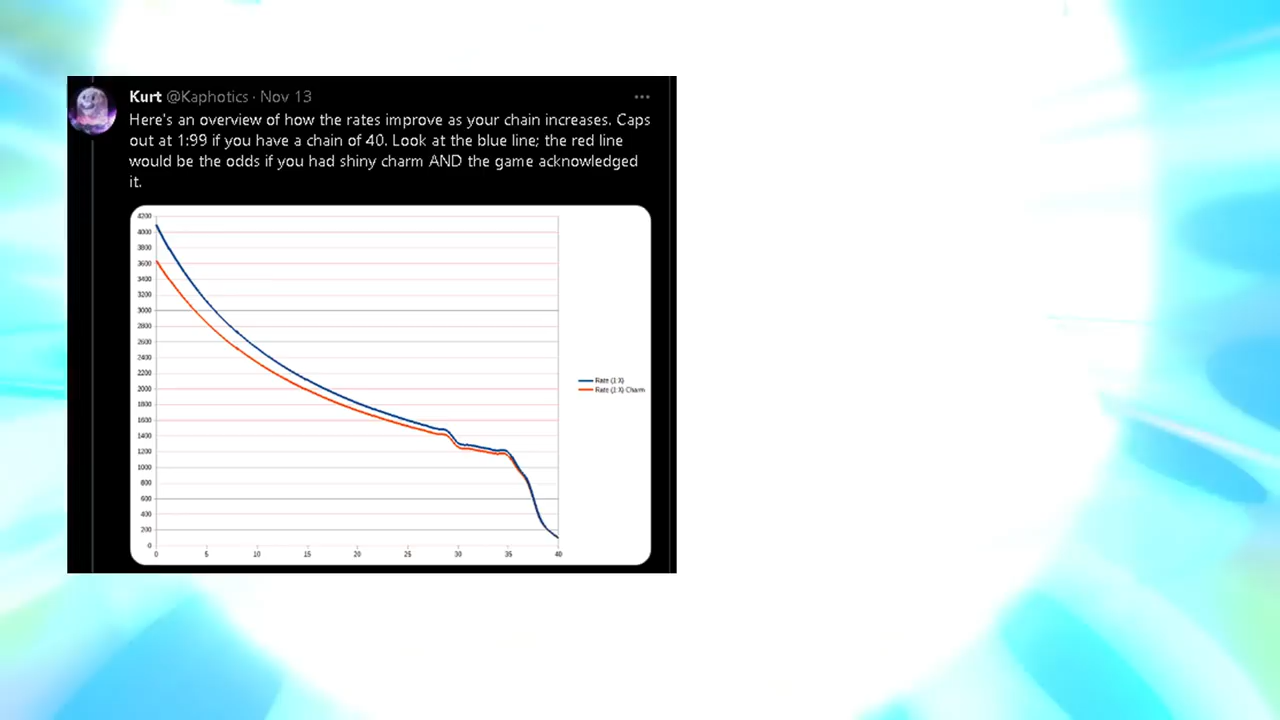 Kurt @Kaphotics · Nov 13
Here's an overview of how the rates improve as your chain increases. Caps
out at 1:99 if you have a chain of 40. Look at the blue line; the red line
would be the odds if you had shiny charm AND the game acknowledged
it.
4200
4000
3800
3600
3400
3200
3000
2800
2600
2400
2200
2000
1800
1600
1400
1200
1000
800
600
400
200
0
0 5 10 15 20 25 30 35 40
Rate (1:X)
Rate (1:X) Charm